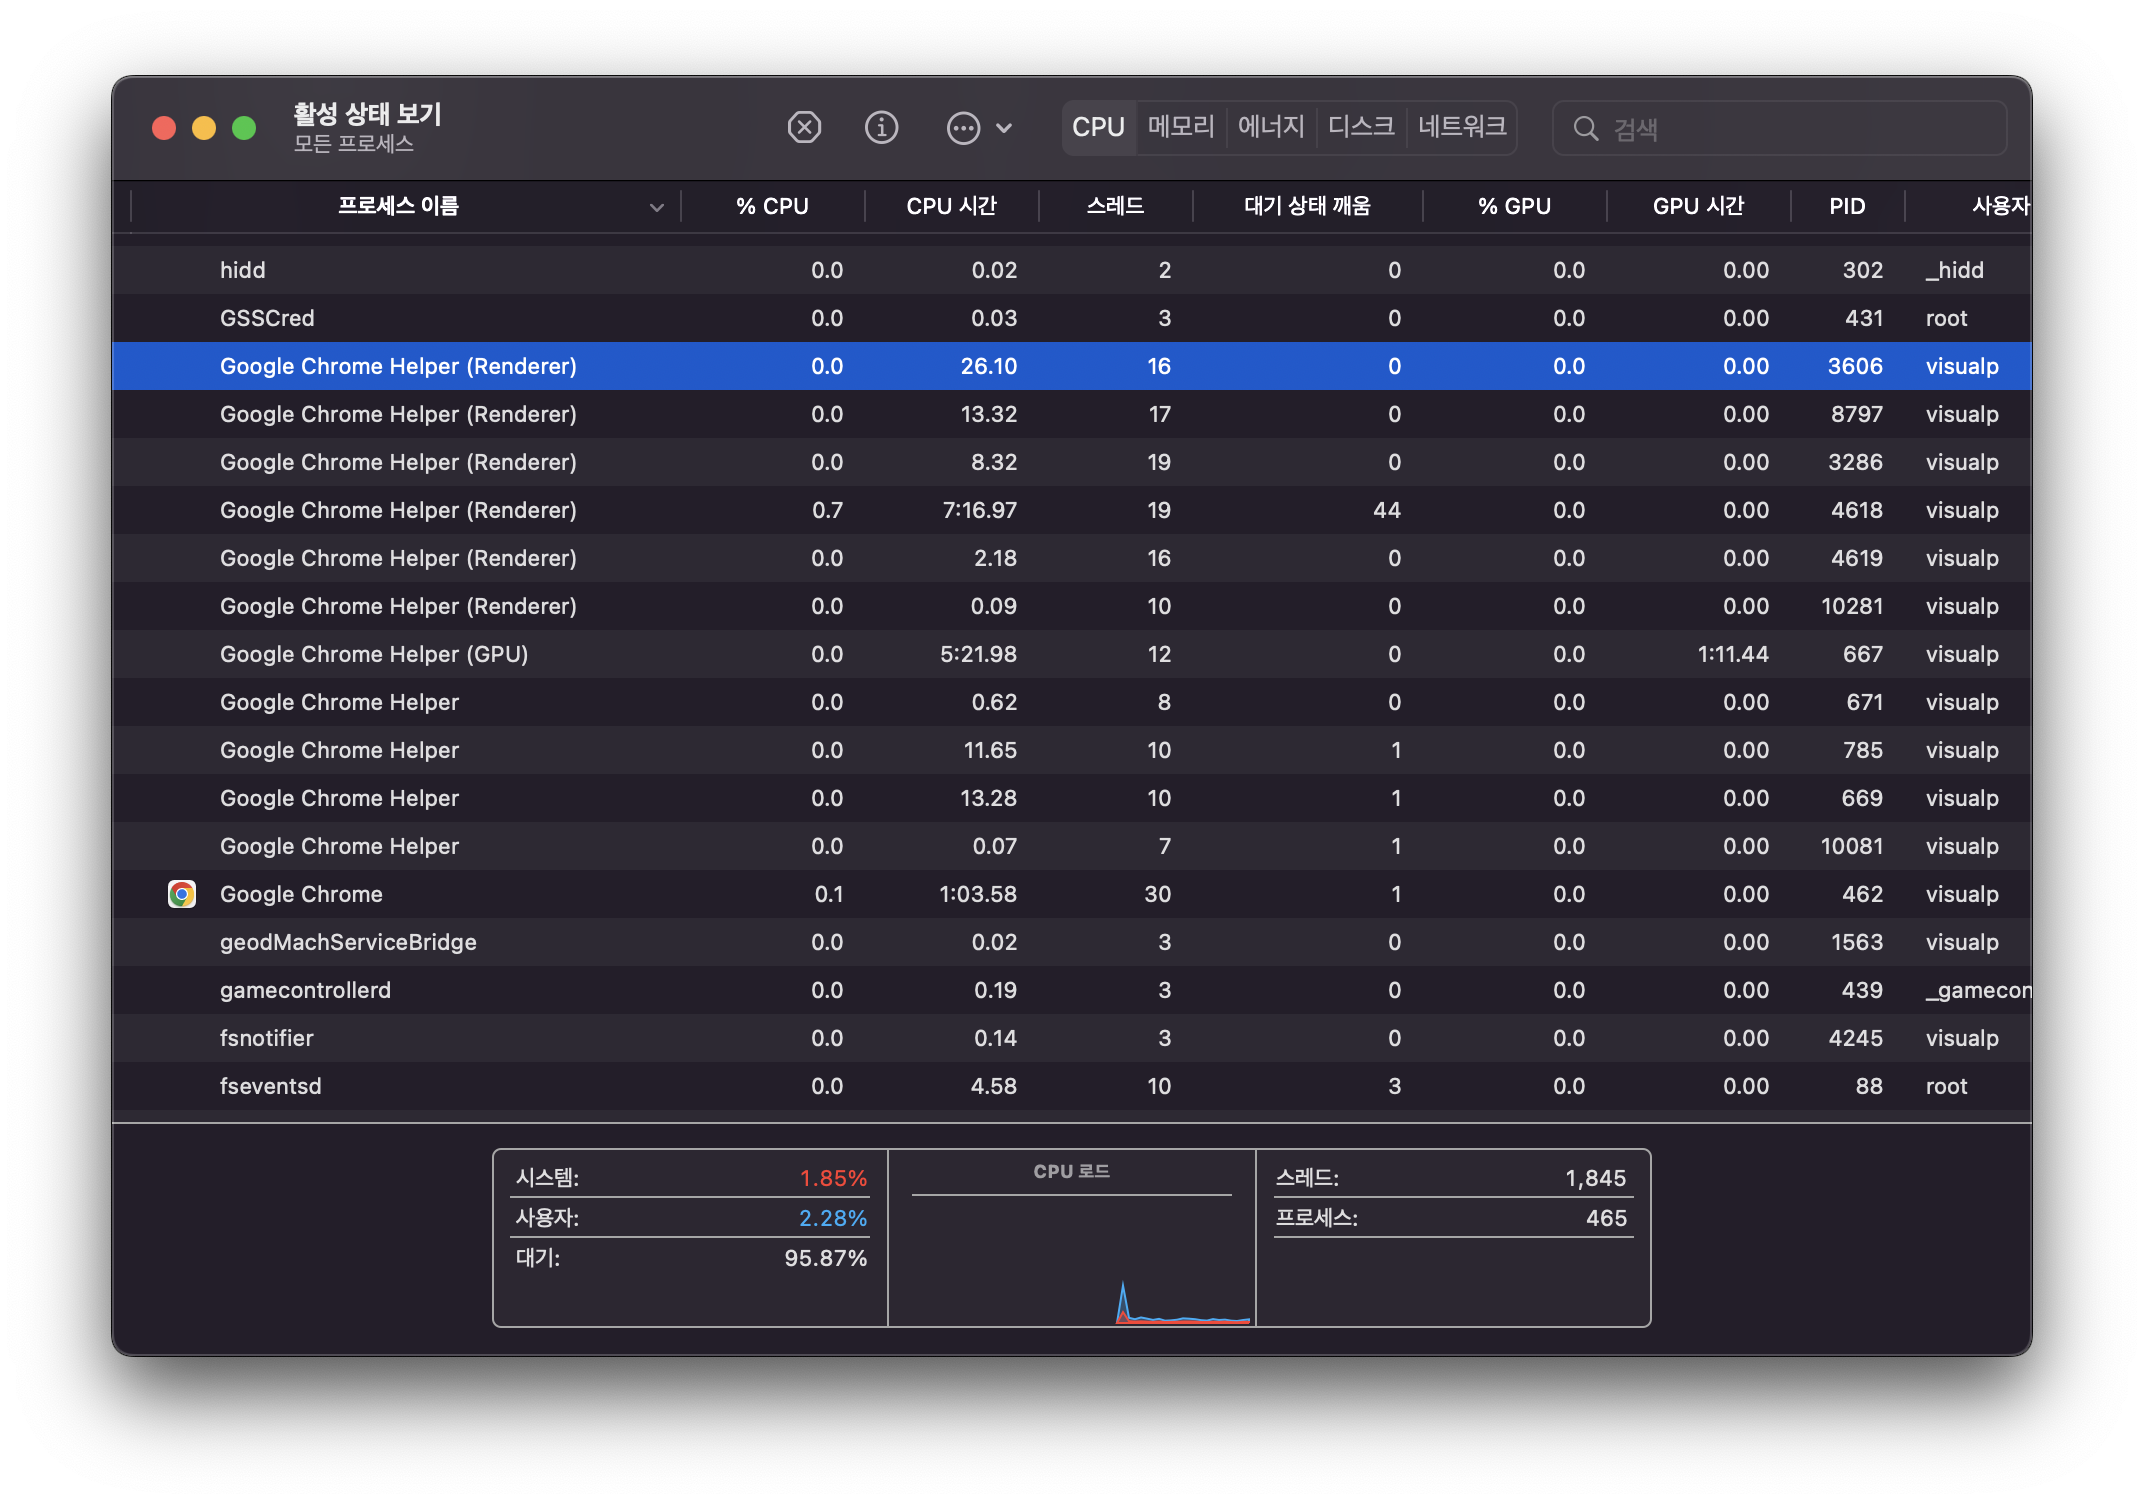 활성 상태 보기
모든 프로세스
CPU 메모리 에너지 디스크 네트워크 검색
프로세스 이름 % CPU CPU 시간 스레드 대기 상태 깨움 % GPU GPU 시간 PID 사용자
hidd 0.0 0.02 2 0 0.0 0.00 302 _hidd
GSSCred 0.0 0.03 3 0 0.0 0.00 431 root
Google Chrome Helper (Renderer) 0.0 26.10 16 0 0.0 0.00 3606 visualp
Google Chrome Helper (Renderer) 0.0 13.32 17 0 0.0 0.00 8797 visualp
Google Chrome Helper (Renderer) 0.0 8.32 19 0 0.0 0.00 3286 visualp
Google Chrome Helper (Renderer) 0.7 7:16.97 19 44 0.0 0.00 4618 visualp
Google Chrome Helper (Renderer) 0.0 2.18 16 0 0.0 0.00 4619 visualp
Google Chrome Helper (Renderer) 0.0 0.09 10 0 0.0 0.00 10281 visualp
Google Chrome Helper (GPU) 0.0 5:21.98 12 0 0.0 1:11.44 667 visualp
Google Chrome Helper 0.0 0.62 8 0 0.0 0.00 671 visualp
Google Chrome Helper 0.0 11.65 10 1 0.0 0.00 785 visualp
Google Chrome Helper 0.0 13.28 10 1 0.0 0.00 669 visualp
Google Chrome Helper 0.0 0.07 7 1 0.0 0.00 10081 visualp
Google Chrome 0.1 1:03.58 30 1 0.0 0.00 462 visualp
geodMachServiceBridge 0.0 0.02 3 0 0.0 0.00 1563 visualp
gamecontrollerd 0.0 0.19 3 0 0.0 0.00 439 _gamecon
fsnotifier 0.0 0.14 3 0 0.0 0.00 4245 visualp
fseventsd 0.0 4.58 10 3 0.0 0.00 88 root
시스템: 1.85% CPU 로드 스레드: 1,845
사용자: 2.28% 프로세스: 465
대기: 95.87%